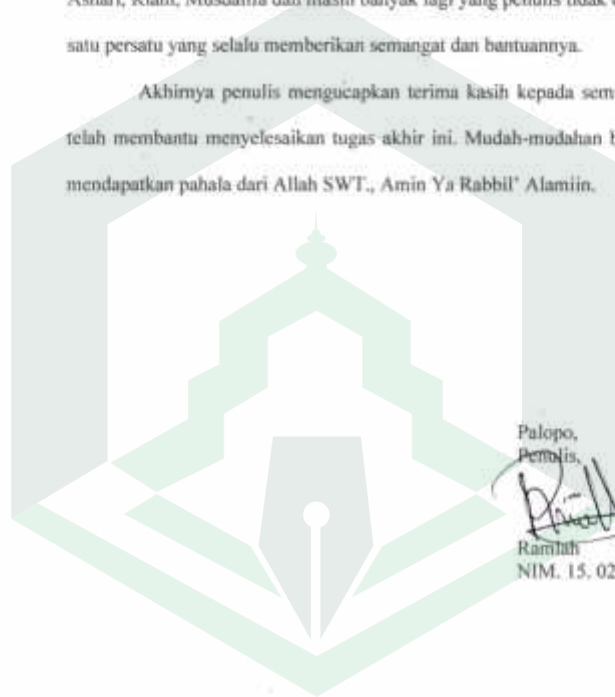 satu persatu yang selalu memberikan semangat dan bantuannya.
Akhirnya penulis mengucapkan terima kasih kepada
telah membantu menyelesaikan tugas akhir ini. Mudah-mudahan
mendapatkan pahala dari Allah SWT., Amin Ya Rabbil' Alamiin.
Palopo,
Penulis,
Ramlah
NIM. 15. 02